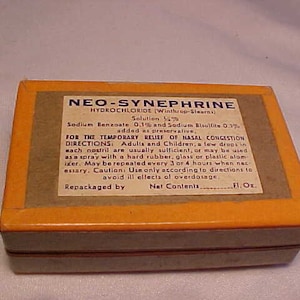 NEO-SYNEPHRINE
HYDROCHLORIDE (Winthrop-Stearns)
Solution ¼%
Sodium Benzoate 0.1% and Sodium Bisulfite 0.1%
added as preservative.
FOR THE TEMPORARY RELIEF OF NASAL CONGESTION
DIRECTIONS: Adults and Children, a few drops in
each nostril are usually sufficient, or may be used
as a spray with a hard rubber, glass or plastic atom-
izer. May be repeated every 3 or 4 hours when nec-
essary. Caution: Use only according to directions to
avoid ill effects of overdosage.
Repackaged by Net Contents Fl. Oz.